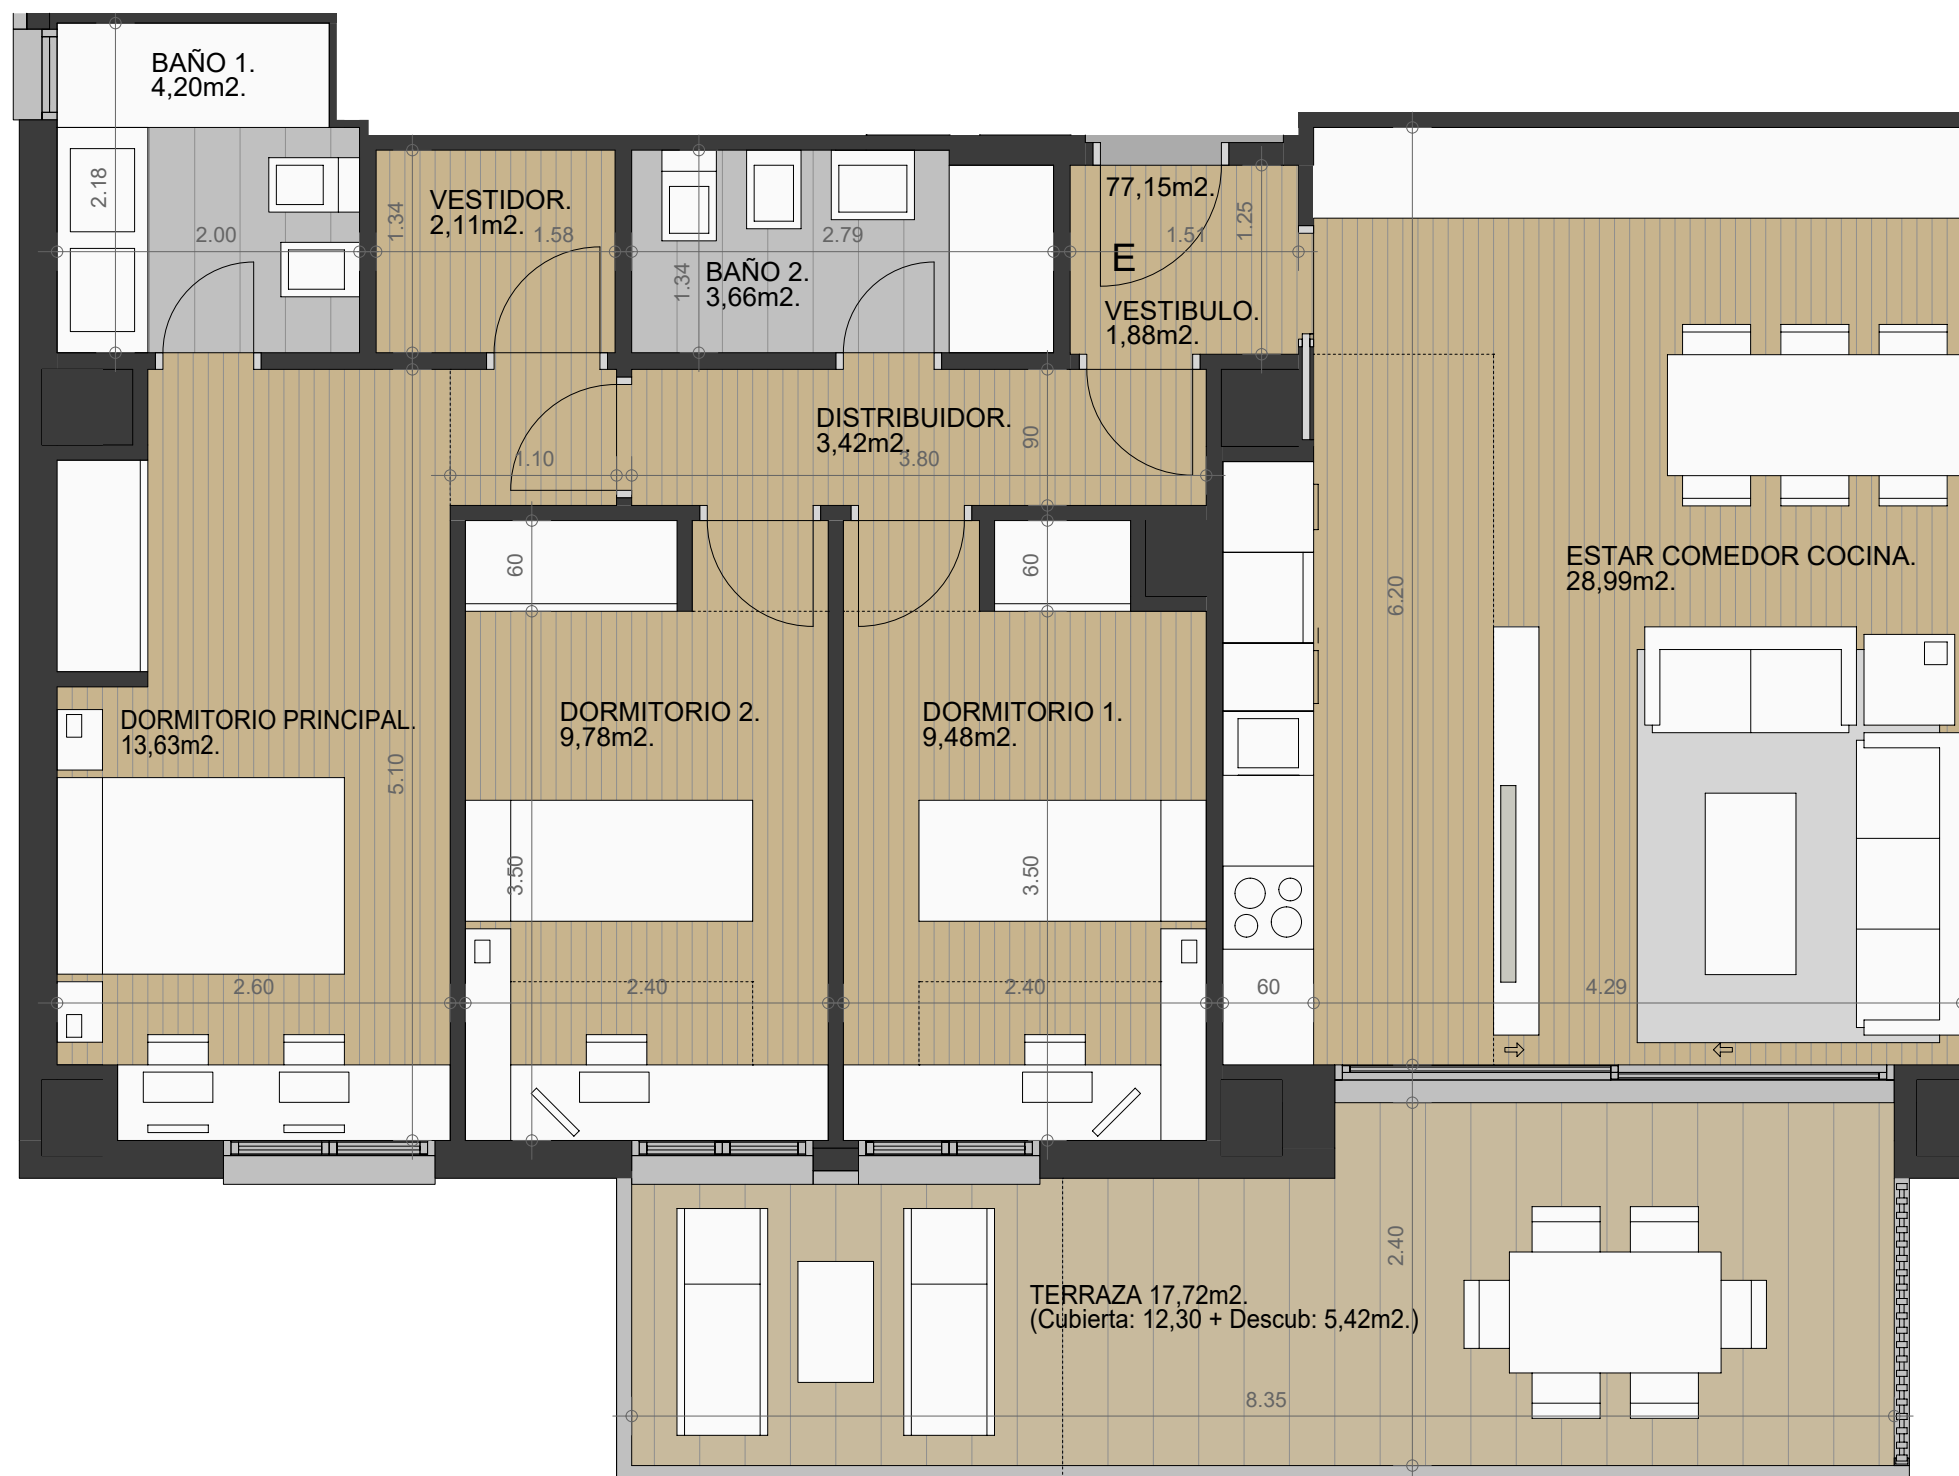 BAÑO 1.
4,20m2.
2.18
2.00
VESTIDOR.
2,11m2.
1.34
1.58
BAÑO 2.
3,66m2.
1.34
2.79
77,15m2.
E
1.25
1.51
VESTIBULO.
1,88m2.
DISTRIBUIDOR.
3,42m2.
90
3.80
1.10
60
60
ESTAR COMEDOR COCINA.
28,99m2.
6.20
DORMITORIO PRINCIPAL.
13,63m2.
5.10
DORMITORIO 2.
9,78m2.
DORMITORIO 1.
9,48m2.
3.50
3.50
2.60
2.40
2.40
60
4.29
2.40
TERRAZA 17,72m2.
(Cubierta: 12,30 + Descub: 5,42m2.)
8.35